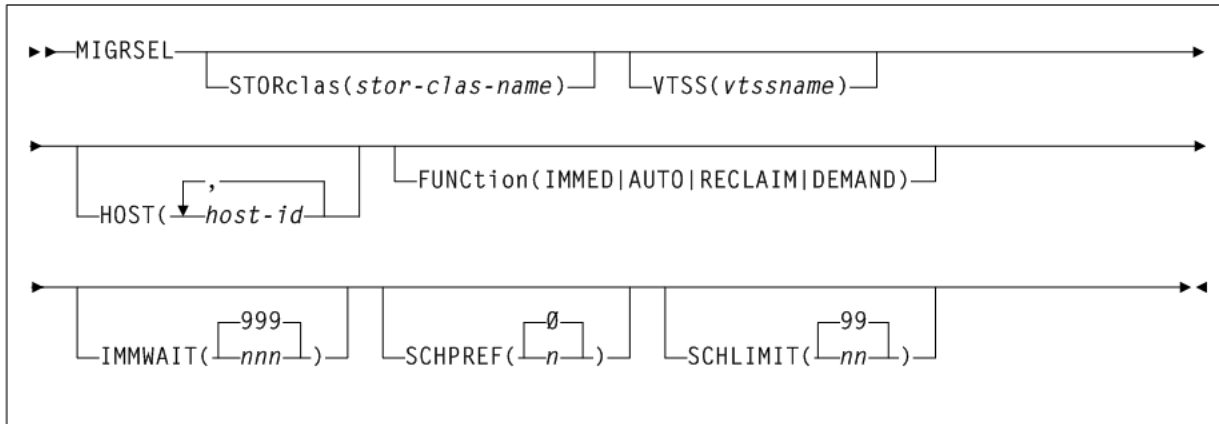 MIGRSEL
STORclas(stor-clas-name)
VTSS(vtssname)
,
HOST(host-id
FUNCtion(IMMED|AUTO|RECLAIM|DEMAND)
999
IMMWAIT(nnn)
Ø
SCHPREF(n)
99
SCHLIMIT(nn)